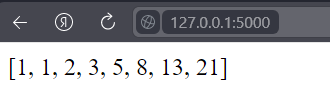 127.0.0.1:5000
[1, 1, 2, 3, 5, 8, 13, 21]